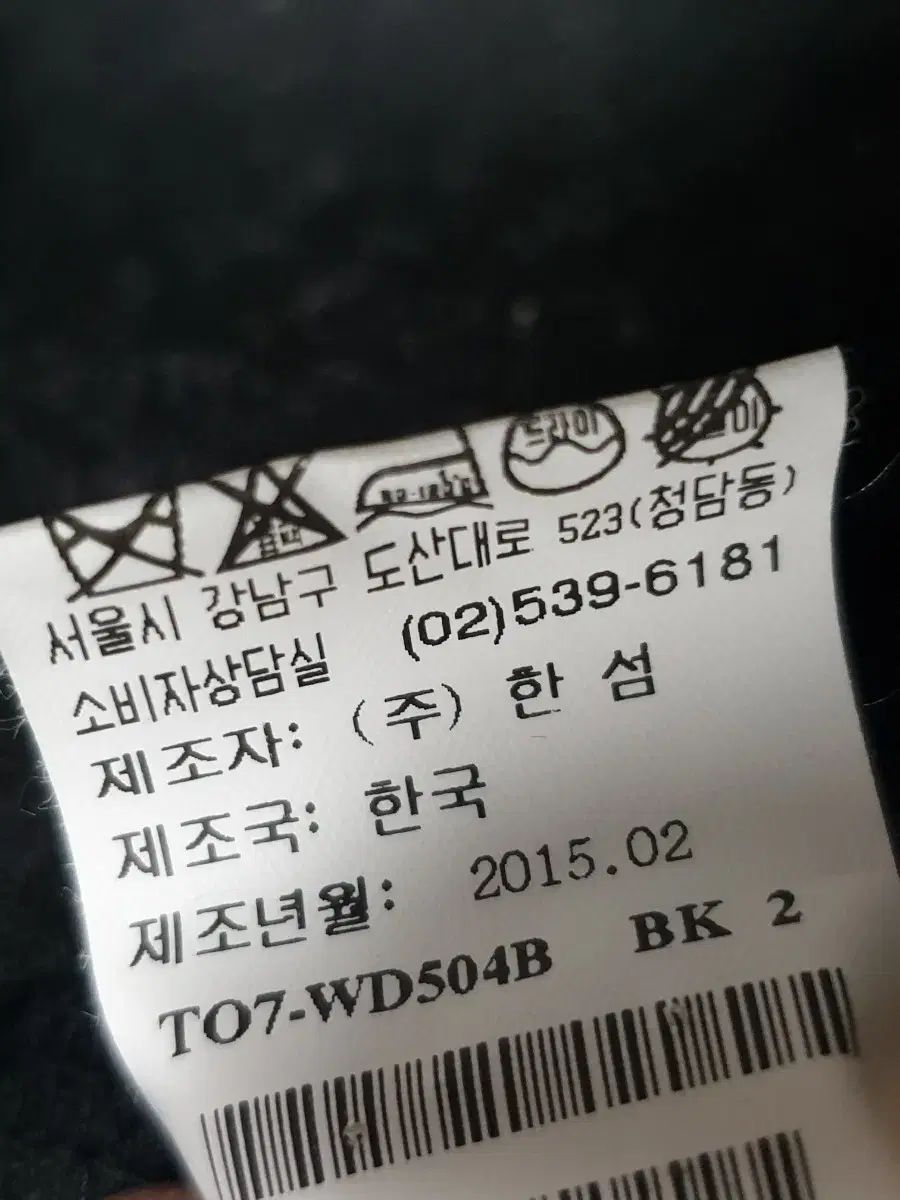 드라이
서울시 강남구 도산대로 523(청담동)
소비자상담실 (02)539-6181
제조자: (주) 한 섬
제조국: 한국
제조년월: 2015.02
TO7-WD504B BK 2